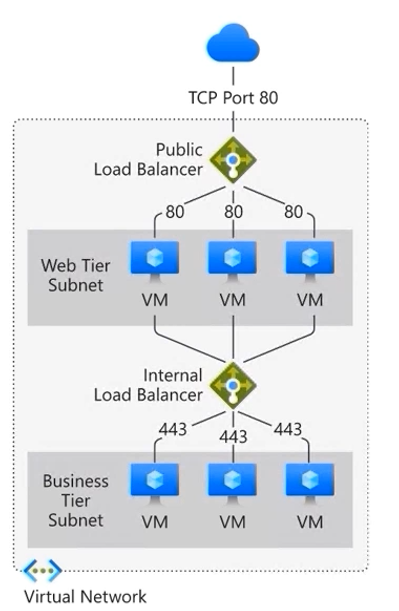 TCP Port 80
Public
Load Balancer
80 80 80
Web Tier
Subnet
VM VM VM
Internal
Load Balancer
443 443 443
Business
Tier
Subnet
VM VM VM
Virtual Network